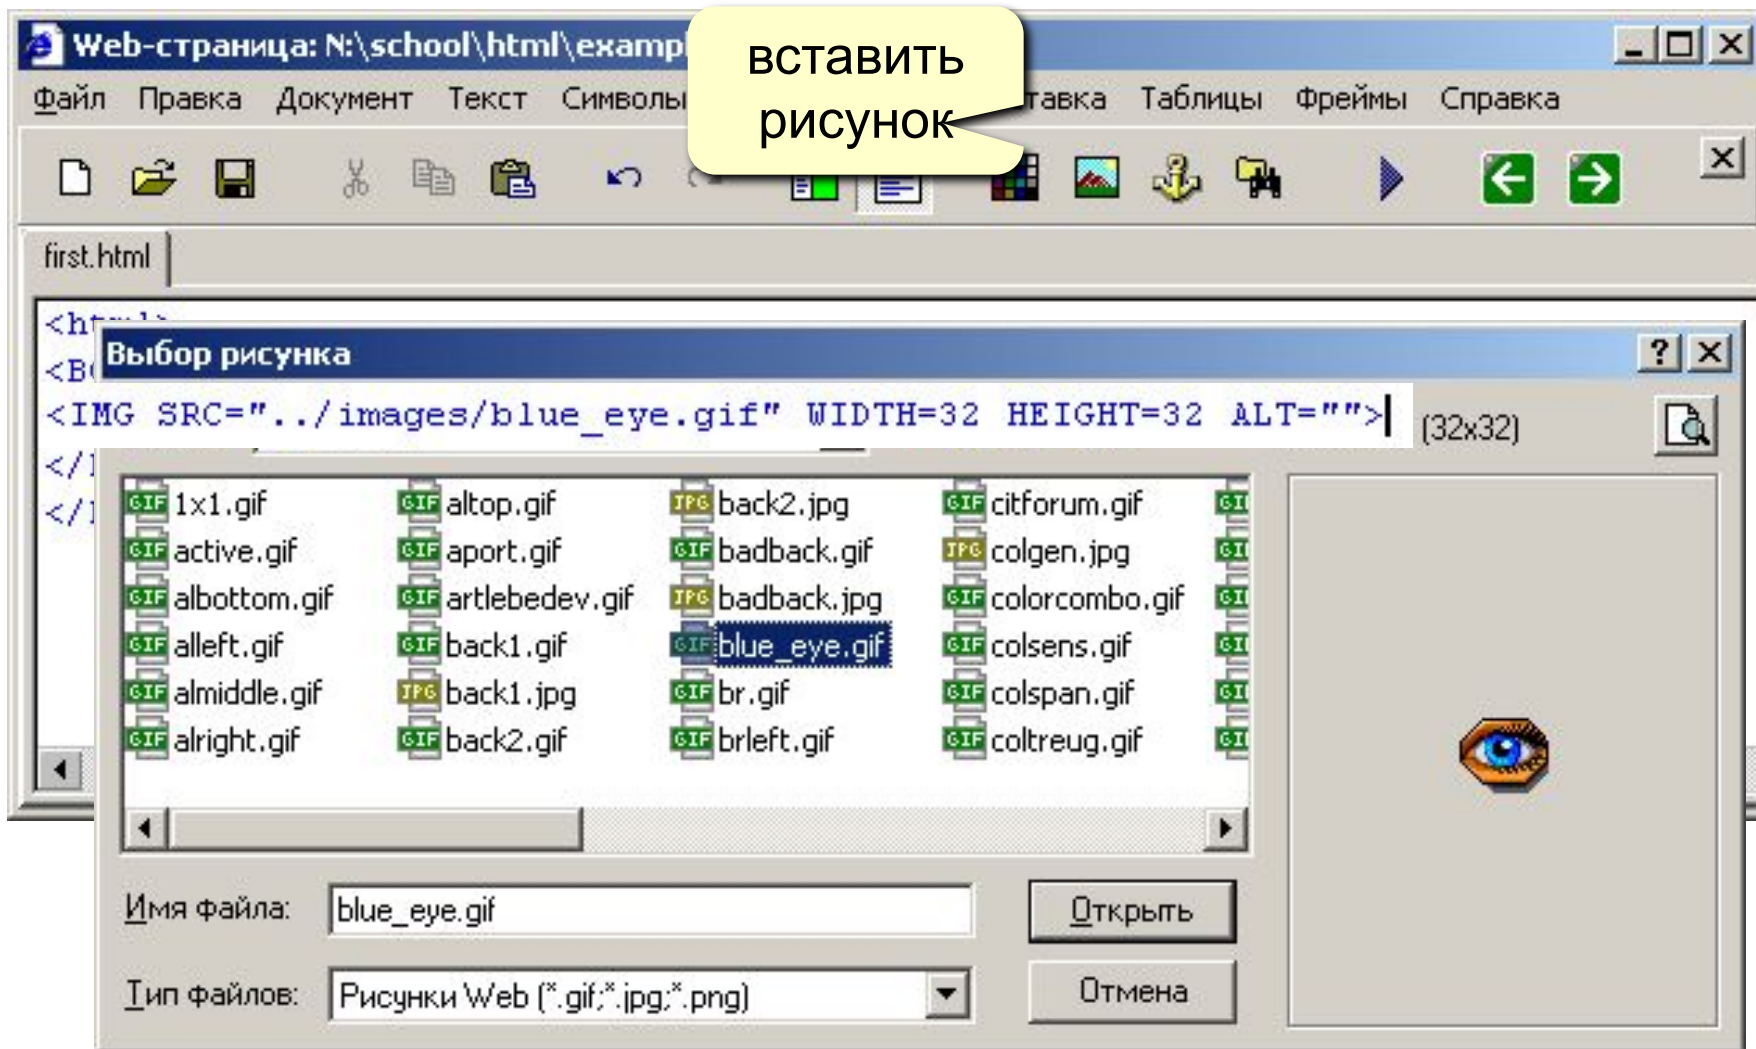 Web-страница: N:\school\html\examp
вставить
рисунок
Файл Правка Документ Текст Символы тавка Таблицы Фреймы Справка
first.html
<html>
Выбор рисунка
<IMG SRC="../images/blue_eye.gif" WIDTH=32 HEIGHT=32 ALT="">
(32x32)
1x1.gif altop.gif back2.jpg citforum.gif
active.gif aport.gif badback.gif colgen.jpg
albottom.gif artlebedev.gif badback.jpg colorcombo.gif
alleft.gif back1.gif blue_eye.gif colsens.gif
almiddle.gif back1.jpg br.gif colspan.gif
alright.gif back2.gif brleft.gif coltreug.gif
Имя файла: blue_eye.gif Открыть
Тип файлов: Рисунки Web (*.gif;*.jpg;*.png) Отмена